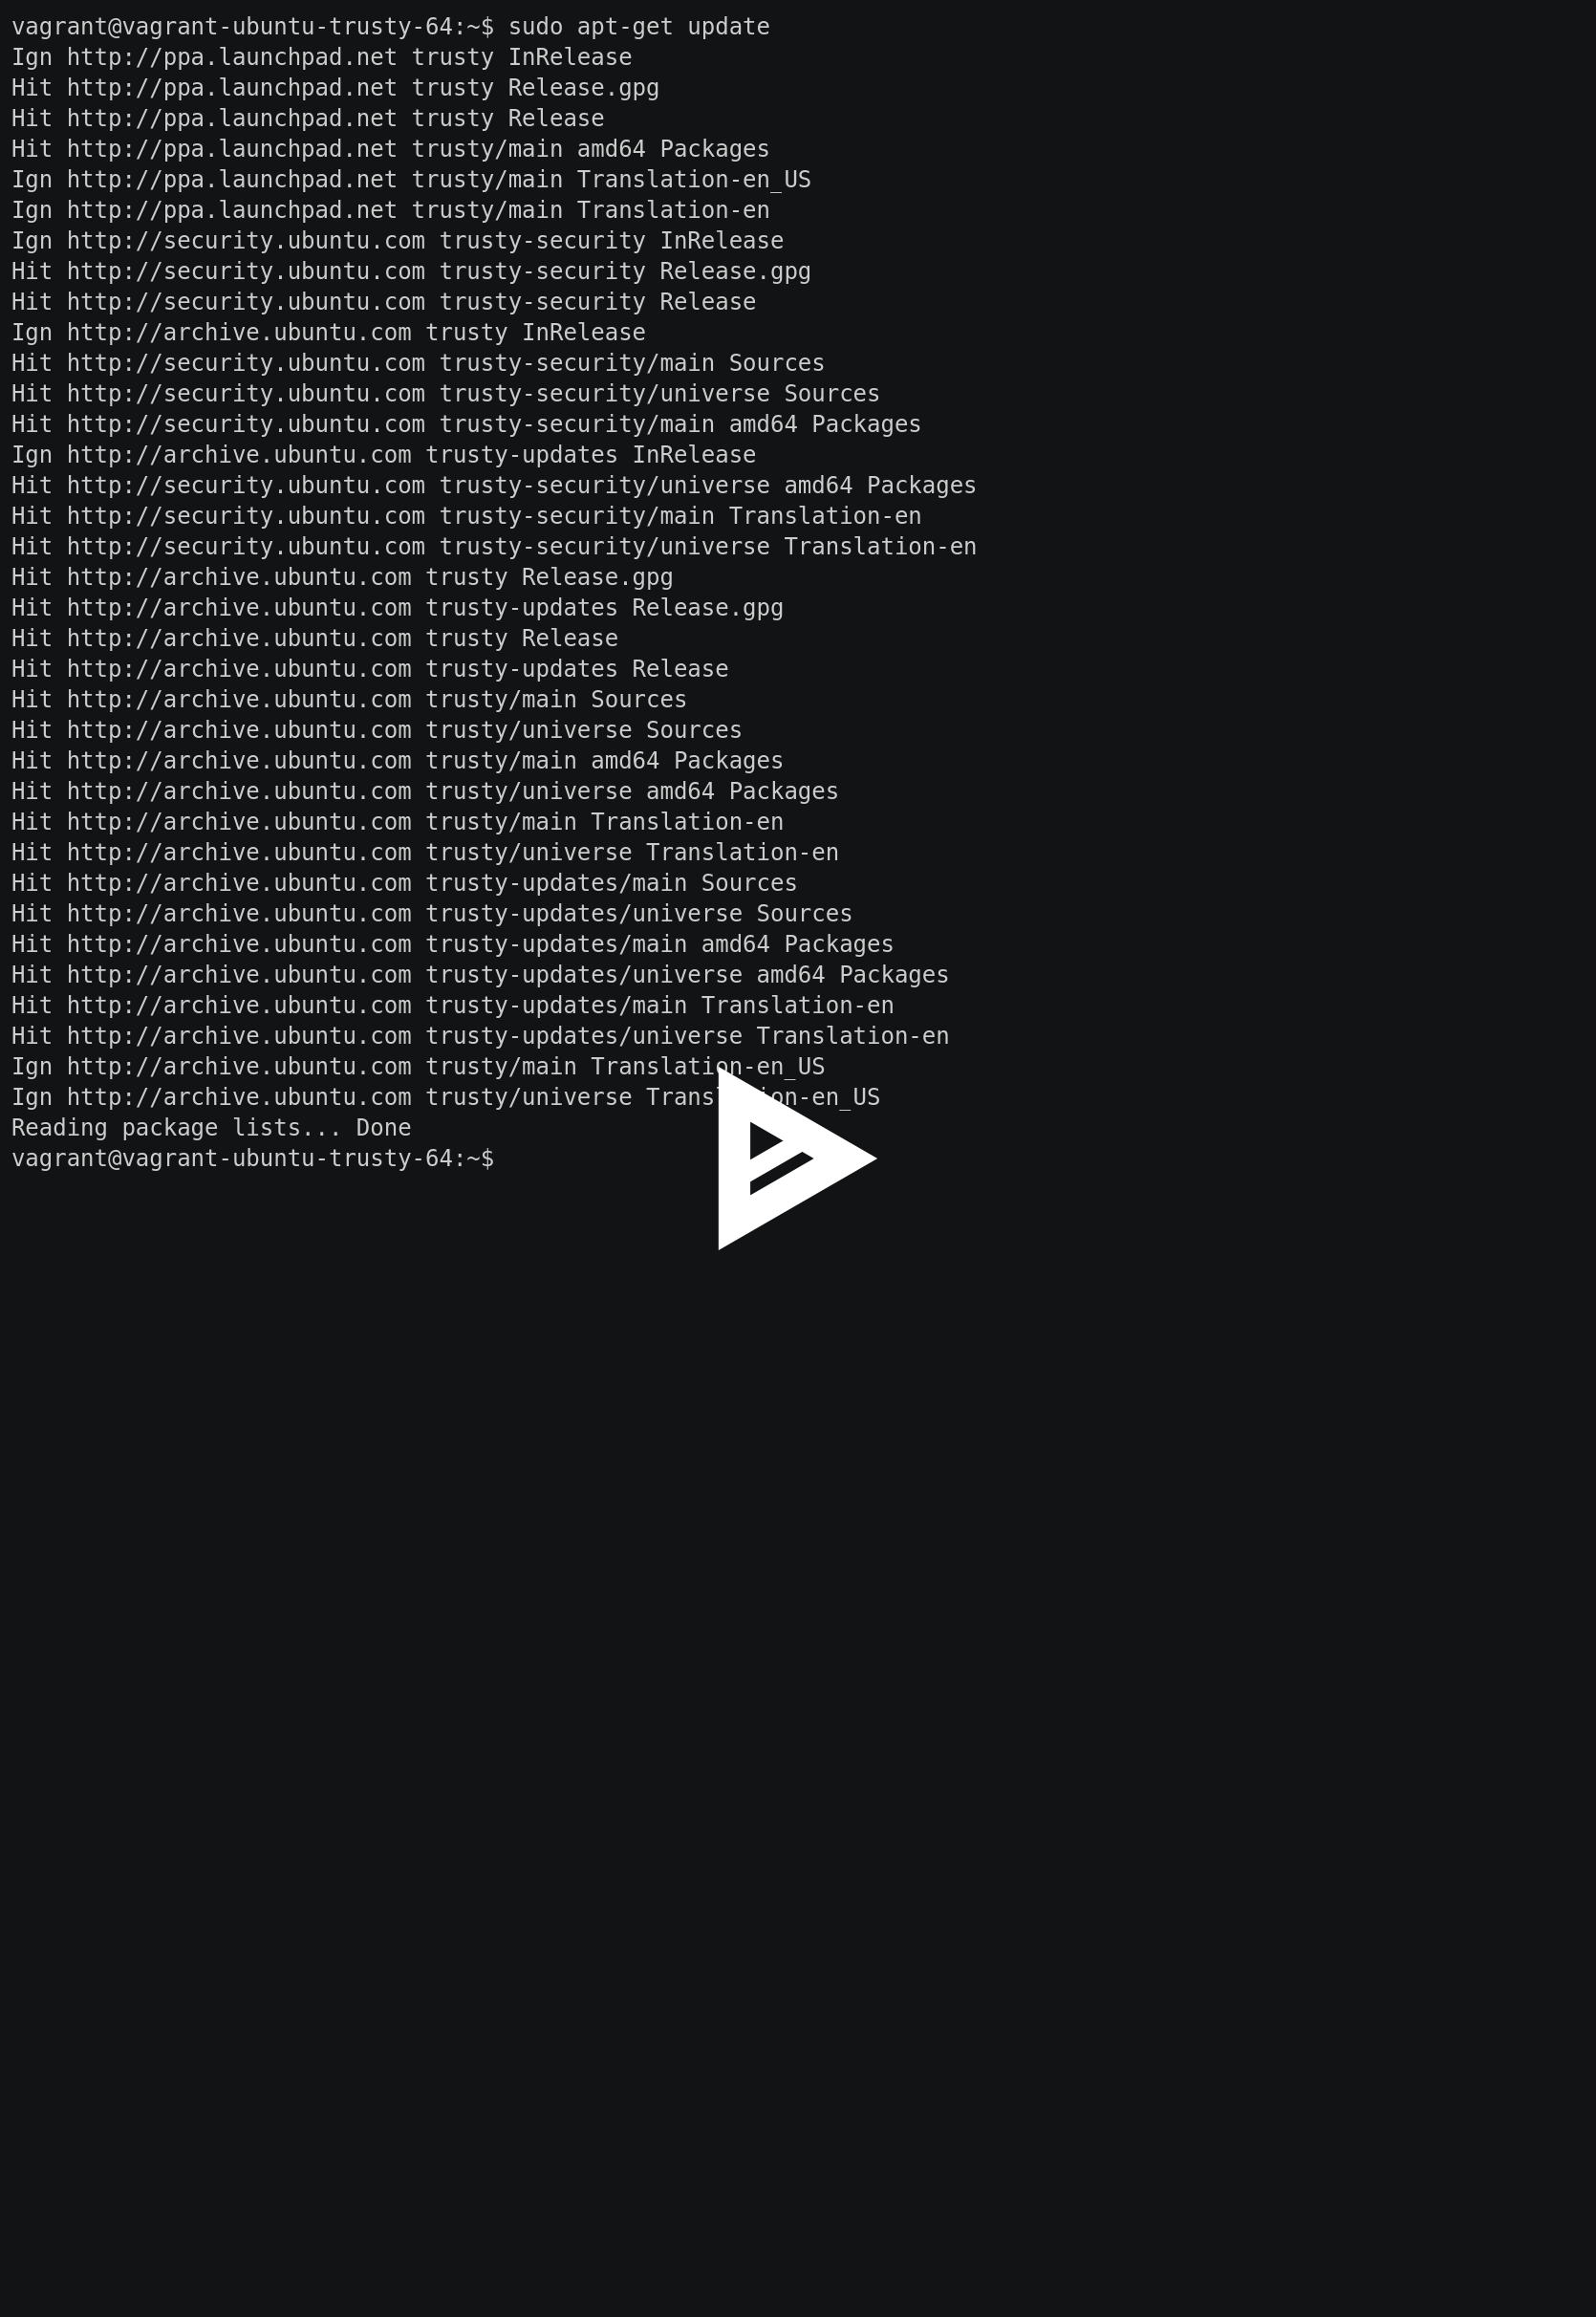 vagrant@vagrant-ubuntu-trusty-64:~$ sudo apt-get update
Ign http://ppa.launchpad.net trusty InRelease
Hit http://ppa.launchpad.net trusty Release.gpg
Hit http://ppa.launchpad.net trusty Release
Hit http://ppa.launchpad.net trusty/main amd64 Packages
Ign http://ppa.launchpad.net trusty/main Translation-en_US
Ign http://ppa.launchpad.net trusty/main Translation-en
Ign http://security.ubuntu.com trusty-security InRelease
Hit http://security.ubuntu.com trusty-security Release.gpg
Hit http://security.ubuntu.com trusty-security Release
Ign http://archive.ubuntu.com trusty InRelease
Hit http://security.ubuntu.com trusty-security/main Sources
Hit http://security.ubuntu.com trusty-security/universe Sources
Hit http://security.ubuntu.com trusty-security/main amd64 Packages
Ign http://archive.ubuntu.com trusty-updates InRelease
Hit http://security.ubuntu.com trusty-security/universe amd64 Packages
Hit http://security.ubuntu.com trusty-security/main Translation-en
Hit http://security.ubuntu.com trusty-security/universe Translation-en
Hit http://archive.ubuntu.com trusty Release.gpg
Hit http://archive.ubuntu.com trusty-updates Release.gpg
Hit http://archive.ubuntu.com trusty Release
Hit http://archive.ubuntu.com trusty-updates Release
Hit http://archive.ubuntu.com trusty/main Sources
Hit http://archive.ubuntu.com trusty/universe Sources
Hit http://archive.ubuntu.com trusty/main amd64 Packages
Hit http://archive.ubuntu.com trusty/universe amd64 Packages
Hit http://archive.ubuntu.com trusty/main Translation-en
Hit http://archive.ubuntu.com trusty/universe Translation-en
Hit http://archive.ubuntu.com trusty-updates/main Sources
Hit http://archive.ubuntu.com trusty-updates/universe Sources
Hit http://archive.ubuntu.com trusty-updates/main amd64 Packages
Hit http://archive.ubuntu.com trusty-updates/universe amd64 Packages
Hit http://archive.ubuntu.com trusty-updates/main Translation-en
Hit http://archive.ubuntu.com trusty-updates/universe Translation-en
Ign http://archive.ubuntu.com trusty/main Translation-en_US
Ign http://archive.ubuntu.com trusty/universe Translation-en_US
Reading package lists... Done
vagrant@vagrant-ubuntu-trusty-64:~$